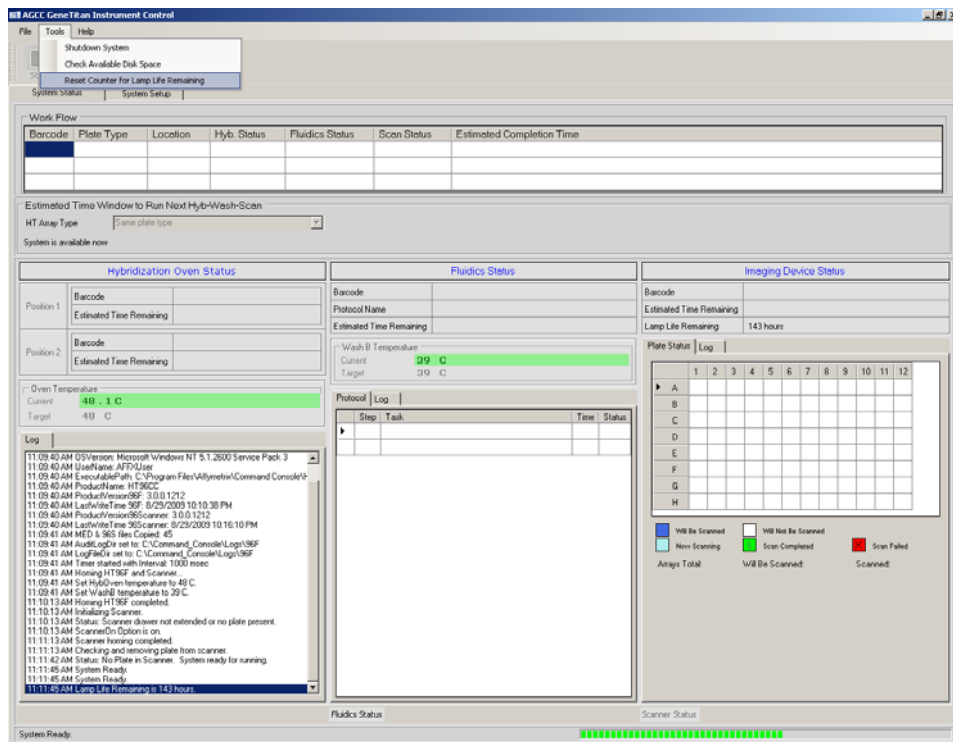 AGCC GeneTitan Instrument Control
File Tools Help
Shutdown System
Check Available Disk Space
Reset Counter for Lamp Life Remaining
System Status System Setup
Work Flow
Barcode Plate Type Location Hyb. Status Fluidics Status Scan Status Estimated Completion Time
Estimated Time Window to Run Next Hyb-Wash-Scan
HT Array Type Same plate type
System is available now
Hybridization Oven Status
Position 1
Barcode
Estimated Time Remaining
Position 2
Barcode
Estimated Time Remaining
Oven Temperature
Current 48.1 C
Target 48 C
Log
11:09:40 AM OSVersion: Microsoft Windows NT 5.1.2600 Service Pack 3
11:09:40 AM UserName: AFFXUser
11:09:40 AM ExecutablePath: C:\Program Files\Affymetrix\Command Console\H
11:09:40 AM ProductName: HT96CC
11:09:40 AM ProductVersion96F: 3.0.0.1212
11:09:40 AM LastWriteTime 96F: 8/29/2009 10:10:38 PM
11:09:40 AM ProductVersion96Scanner: 3.0.0.1212
11:09:40 AM LastWriteTime 96Scanner: 8/29/2009 10:16:10 PM
11:09:41 AM MED & 96S files Copied: 45
11:09:41 AM AuditLogDir set to: C:\Command_Console\Logs\96F
11:09:41 AM LogFileDir set to: C:\Command_Console\Logs\96F
11:09:41 AM Timer started with Interval: 1000 msec
11:09:41 AM Homing HT96F and Scanner...
11:09:41 AM Set HybOven temperature to 48 C.
11:09:41 AM Set WashB temperature to 39 C.
11:10:13 AM Homing HT96F completed.
11:10:13 AM Initializing Scanner.
11:10:13 AM Status: Scanner drawer not extended or no plate present.
11:10:13 AM ScannerOn Option is on.
11:11:13 AM Scanner homing completed.
11:11:13 AM Checking and removing plate from scanner.
11:11:42 AM Status: No Plate in Scanner. System ready for running.
11:11:45 AM System Ready.
11:11:45 AM System Ready.
11:11:45 AM Lamp Life Remaining is 143 hours.
Fluidics Status
Barcode
Protocol Name
Estimated Time Remaining
Wash B Temperature
Current 39 C
Target 39 C
Protocol Log
Step Task Time Status
Fluidics Status
Imaging Device Status
Barcode
Estimated Time Remaining
Lamp Life Remaining 143 hours
Plate Status Log
1 2 3 4 5 6 7 8 9 10 11 12
A
B
C
D
E
F
G
H
Will Be Scanned Will Not Be Scanned
Now Scanning Scan Completed Scan Failed
Arrays Total: Will Be Scanned: Scanned:
Scanner Status
System Ready.